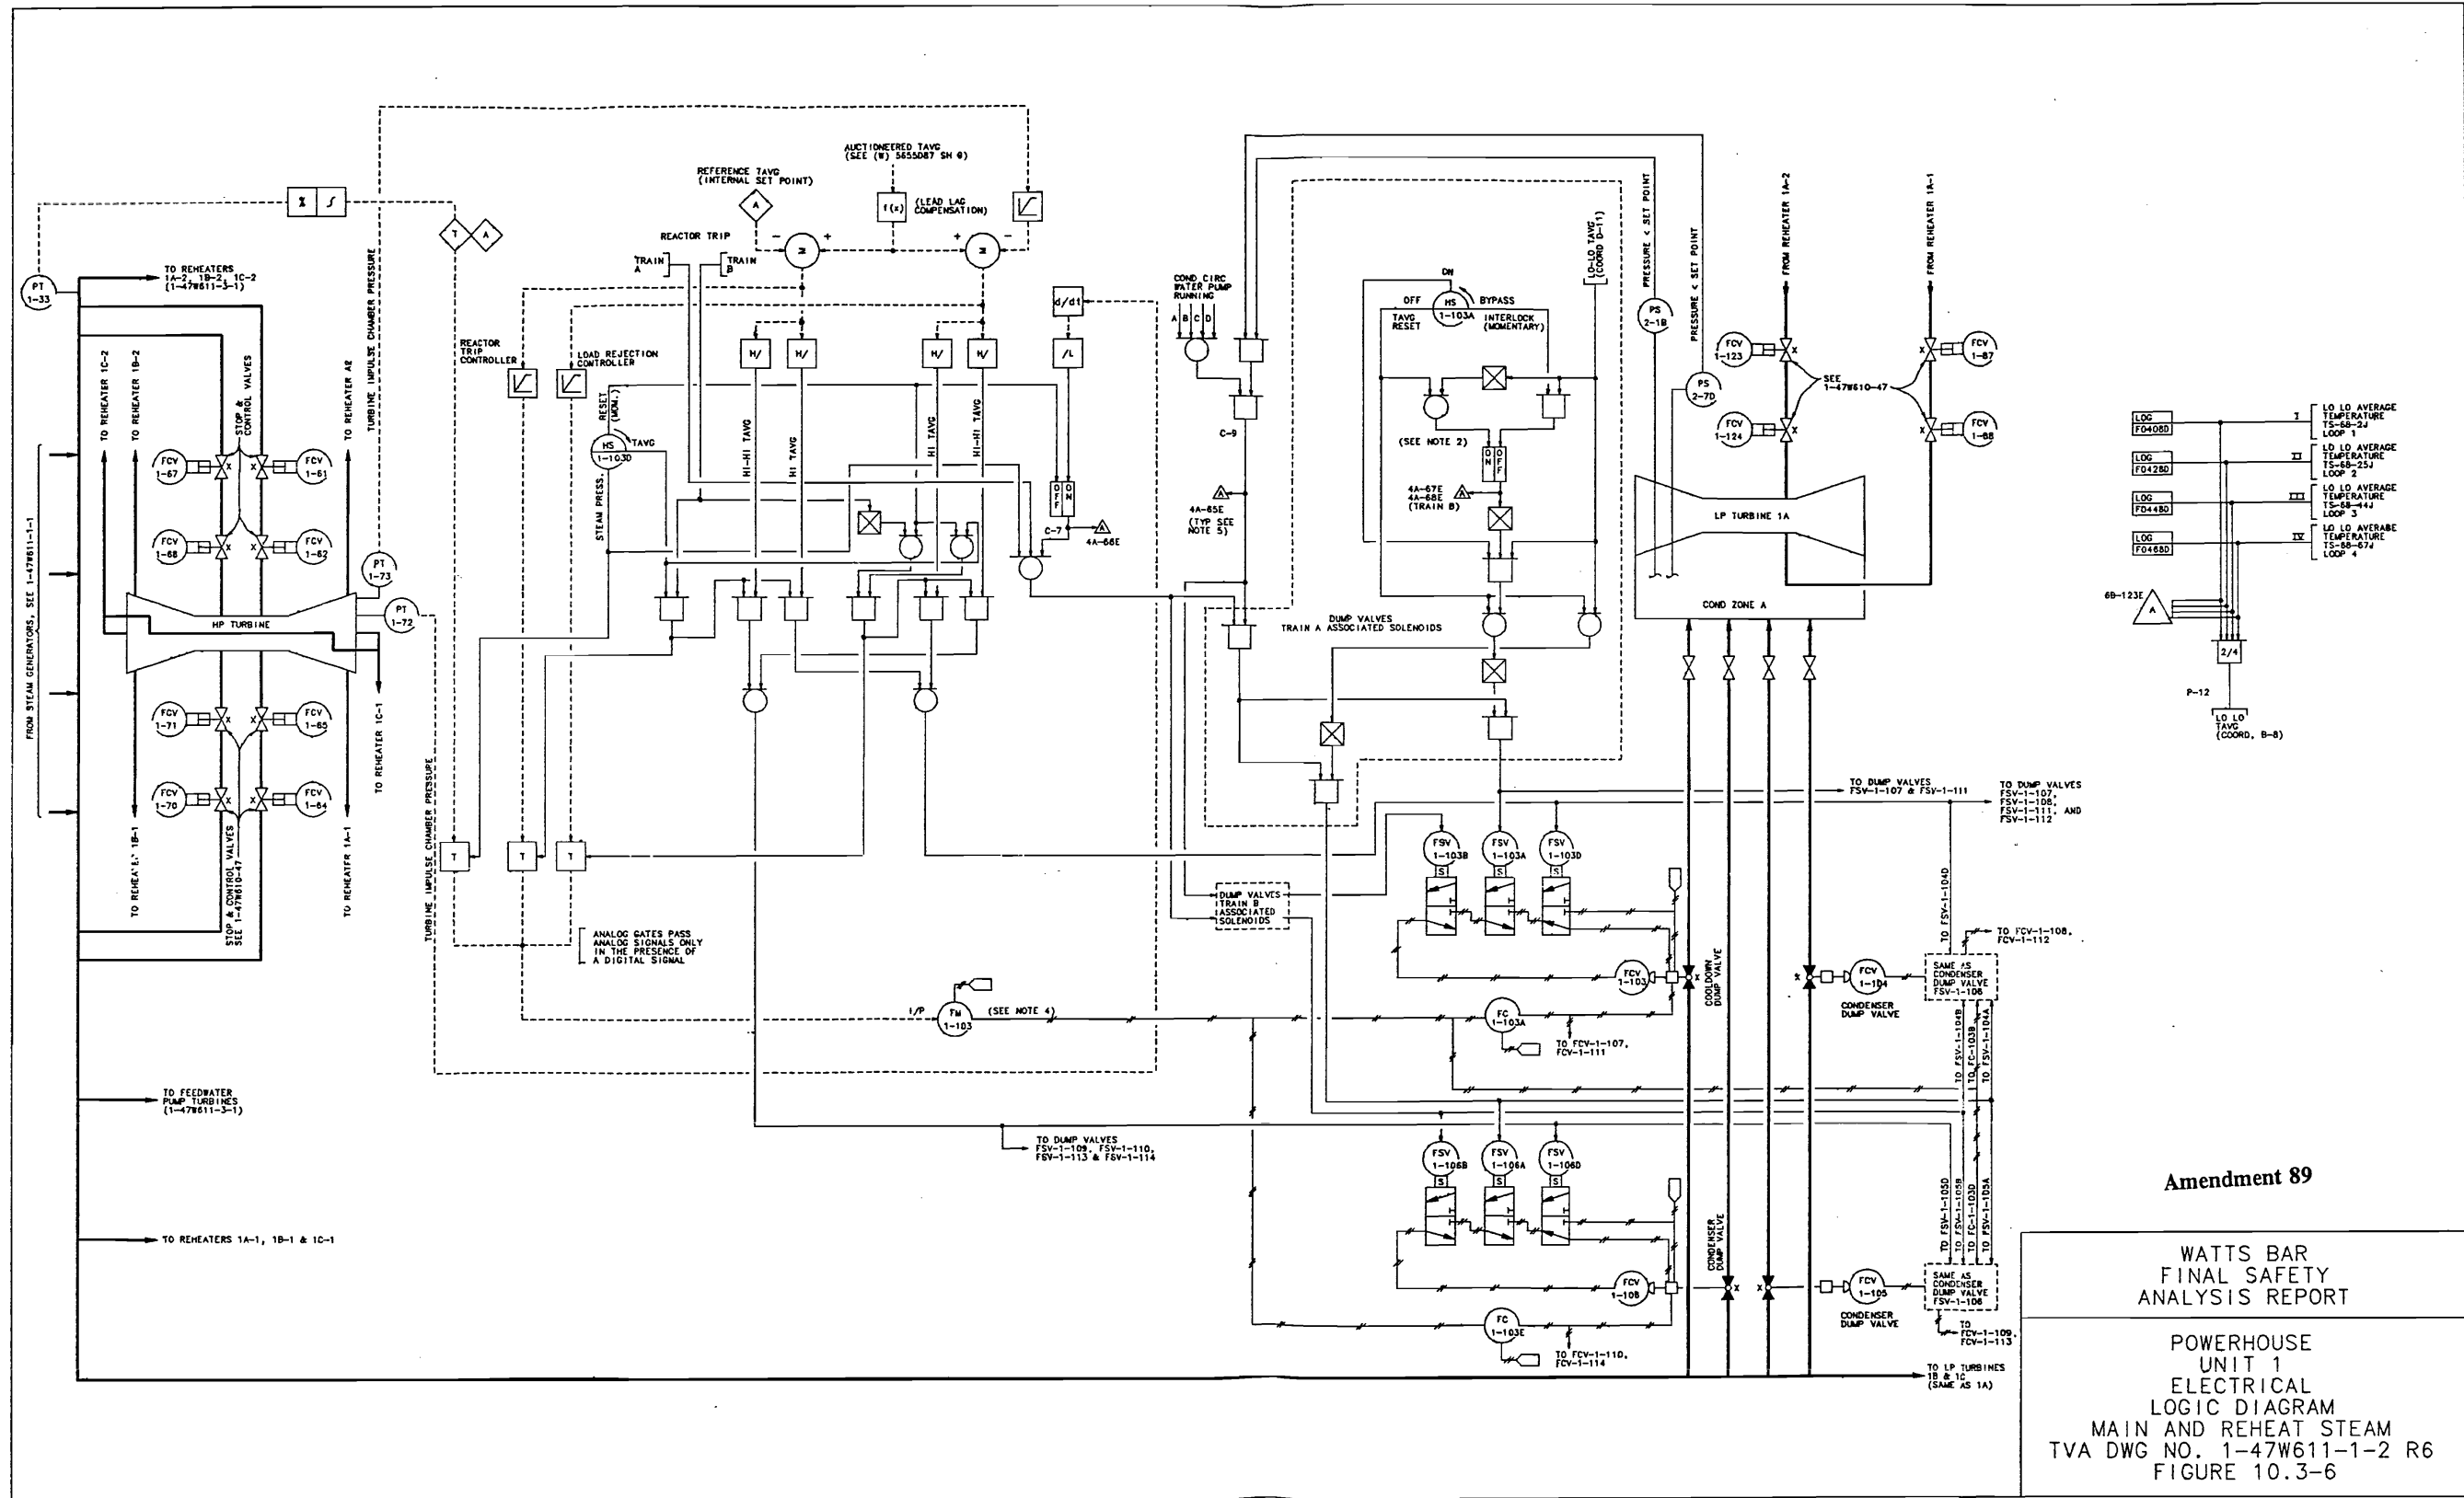 AUCTIONEERED TAVG
(SEE (W) 5655D87 SH 9)
REFERENCE TAVG
(INTERNAL SET POINT)
A
f(x)
(LEAD LAG
COMPENSATION)
%
∫
T
A
REACTOR TRIP
TRAIN
A
TRAIN
B
-
+
Σ
+
-
Σ
PT
1-33
TO REHEATERS
1A-2, 1B-2, 1C-2
(1-47W611-3-1)
TURBINE IMPULSE CHAMBER PRESSURE
TO REHEATER 1C-2
TO REHEATER 1B-2
STOP &
CONTROL VALVES
TO REHEATER A2
FCV
1-67
FCV
1-61
FCV
1-68
FCV
1-62
PT
1-73
PT
1-72
HP TURBINE
FROM STEAM GENERATORS, SEE 1-47W611-1-1
FCV
1-71
FCV
1-65
FCV
1-70
FCV
1-64
TO REHEATER 1C-1
TO REHEATER 1B-1
STOP & CONTROL VALVES
SEE 1-47W610-47
TO REHEATER 1A-1
TURBINE IMPULSE CHAMBER PRESSURE
REACTOR
TRIP
CONTROLLER
LOAD REJECTION
CONTROLLER
RESET
(MOM.)
HS
1-103D
TAVG
STEAM PRESS.
H/
H/
H/
H/
d/dt
/L
HI-HI TAVG
HI TAVG
HI TAVG
HI-HI TAVG
OFF
ON
C-7
A
4A-66E
T
T
T
ANALOG GATES PASS
ANALOG SIGNALS ONLY
IN THE PRESENCE OF
A DIGITAL SIGNAL
I/P
FM
1-103
(SEE NOTE 4)
COND CIRC
WATER PUMP
RUNNING
A B C D
C-9
A
4A-65E
(TYP SEE
NOTE 5)
ON
OFF
HS
1-103A
BYPASS
TAVG
RESET
INTERLOCK
(MOMENTARY)
LO-LO TAVG
(COORD D-11)
(SEE NOTE 2)
ON
OFF
4A-67E
4A-68E
(TRAIN B)
A
DUMP VALVES
TRAIN A ASSOCIATED SOLENOIDS
PRESSURE < SET POINT
PS
2-1B
PRESSURE < SET POINT
PS
2-7D
FROM REHEATER 1A-2
FROM REHEATER 1A-1
FCV
1-123
FCV
1-87
SEE
1-47W610-47
FCV
1-124
FCV
1-88
LP TURBINE 1A
COND ZONE A
LOG
F0408D
I
LO LO AVERAGE
TEMPERATURE
TS-68-2J
LOOP 1
LOG
F0428D
II
LO LO AVERAGE
TEMPERATURE
TS-68-25J
LOOP 2
LOG
F0448D
III
LO LO AVERAGE
TEMPERATURE
TS-68-44J
LOOP 3
LOG
F0468D
IV
LO LO AVERAGE
TEMPERATURE
TS-68-67J
LOOP 4
6B-123E
A
2/4
P-12
LO LO
TAVG
(COORD. B-8)
TO DUMP VALVES
FSV-1-107 & FSV-1-111
TO DUMP VALVES
FSV-1-107,
FSV-1-108,
FSV-1-111, AND
FSV-1-112
FSV
1-103B
FSV
1-103A
FSV
1-103D
S
S
S
DUMP VALVES
TRAIN B
ASSOCIATED
SOLENOIDS
FCV
1-103
COOLDOWN
DUMP VALVE
FCV
1-104
CONDENSER
DUMP VALVE
TO FSV-1-104D
TO FCV-1-108,
FCV-1-112
SAME AS
CONDENSER
DUMP VALVE
FSV-1-106
FC
1-103A
TO FCV-1-107,
FCV-1-111
TO FSV-1-104B
TO FC-103B
TO FSV-1-104A
TO FEEDWATER
PUMP TURBINES
(1-47W611-3-1)
TO DUMP VALVES
FSV-1-109, FSV-1-110,
FSV-1-113 & FSV-1-114
FSV
1-106B
FSV
1-106A
FSV
1-106D
S
S
S
CONDENSER
DUMP VALVE
FCV
1-106
FCV
1-105
CONDENSER
DUMP VALVE
TO FSV-1-105D
TO FSV-1-105B
TO FC-1-103D
TO FSV-1-105A
SAME AS
CONDENSER
DUMP VALVE
FSV-1-106
TO
FCV-1-109,
FCV-1-113
FC
1-103E
TO FCV-1-110,
FCV-1-114
TO REHEATERS 1A-1, 1B-1 & 1C-1
TO LP TURBINES
1B & 1C
(SAME AS 1A)
Amendment 89
WATTS BAR
FINAL SAFETY
ANALYSIS REPORT
POWERHOUSE
UNIT 1
ELECTRICAL
LOGIC DIAGRAM
MAIN AND REHEAT STEAM
TVA DWG NO. 1-47W611-1-2 R6
FIGURE 10.3-6